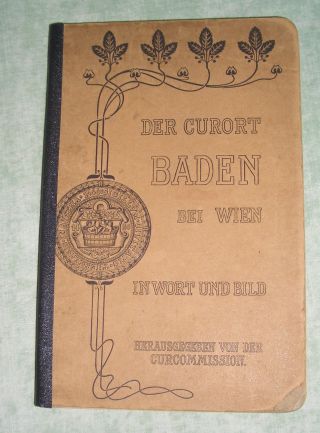 DER CURORT
BADEN
BEI WIEN
IN WORT UND BILD
HERAUSGEGEBEN VON DER
CURCOMMISSION.